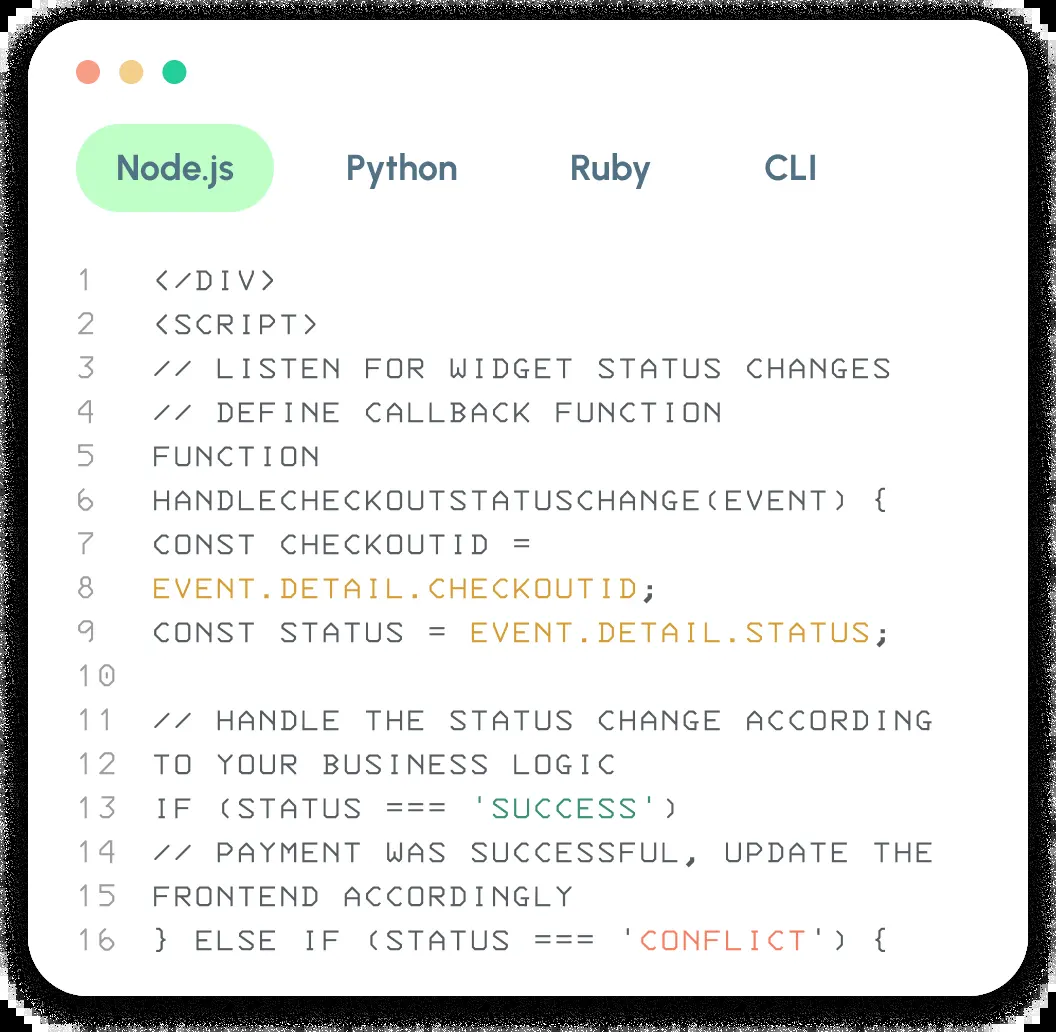 Node.js Python Ruby CLI
1 </DIV>
2 <SCRIPT>
3 // LISTEN FOR WIDGET STATUS CHANGES
4 // DEFINE CALLBACK FUNCTION
5 FUNCTION
6 HANDLECHECKOUTSTATUSCHANGE(EVENT) {
7 CONST CHECKOUTID =
8 EVENT.DETAIL.CHECKOUTID;
9 CONST STATUS = EVENT.DETAIL.STATUS;
10
11 // HANDLE THE STATUS CHANGE ACCORDING
12 TO YOUR BUSINESS LOGIC
13 IF (STATUS === 'SUCCESS')
14 // PAYMENT WAS SUCCESSFUL, UPDATE THE
15 FRONTEND ACCORDINGLY
16 } ELSE IF (STATUS === 'CONFLICT') {